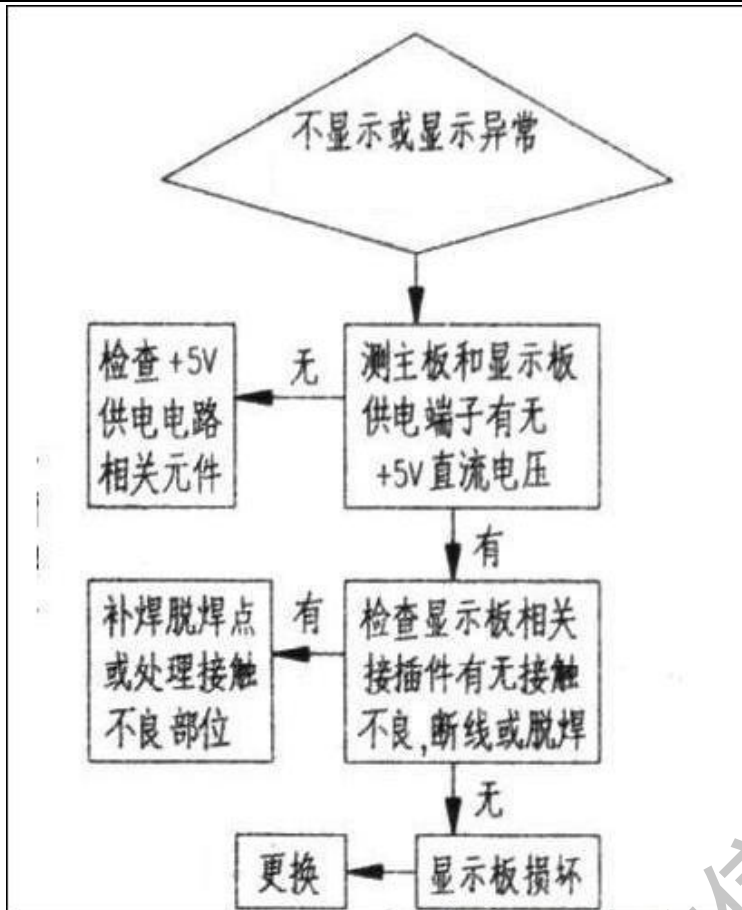 不显示或显示异常
检查+5V
供电电路
相关元件
无
测主板和显示板
供电端子有无
+5V直流电压
有
补焊脱焊点
或处理接触
不良部位
有
检查显示板相关
接插件有无接触
不良,断线或脱焊
无
更换
显示板损坏
信